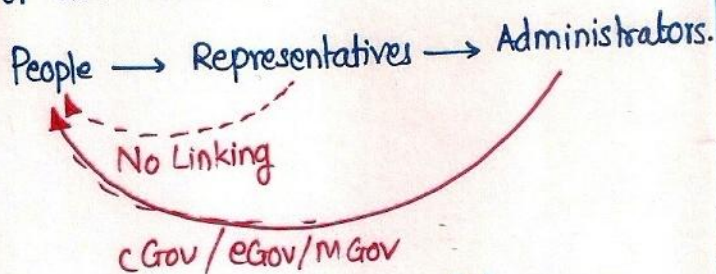 People → Representatives → Administrators.
No Linking
cGov / eGov / MGov